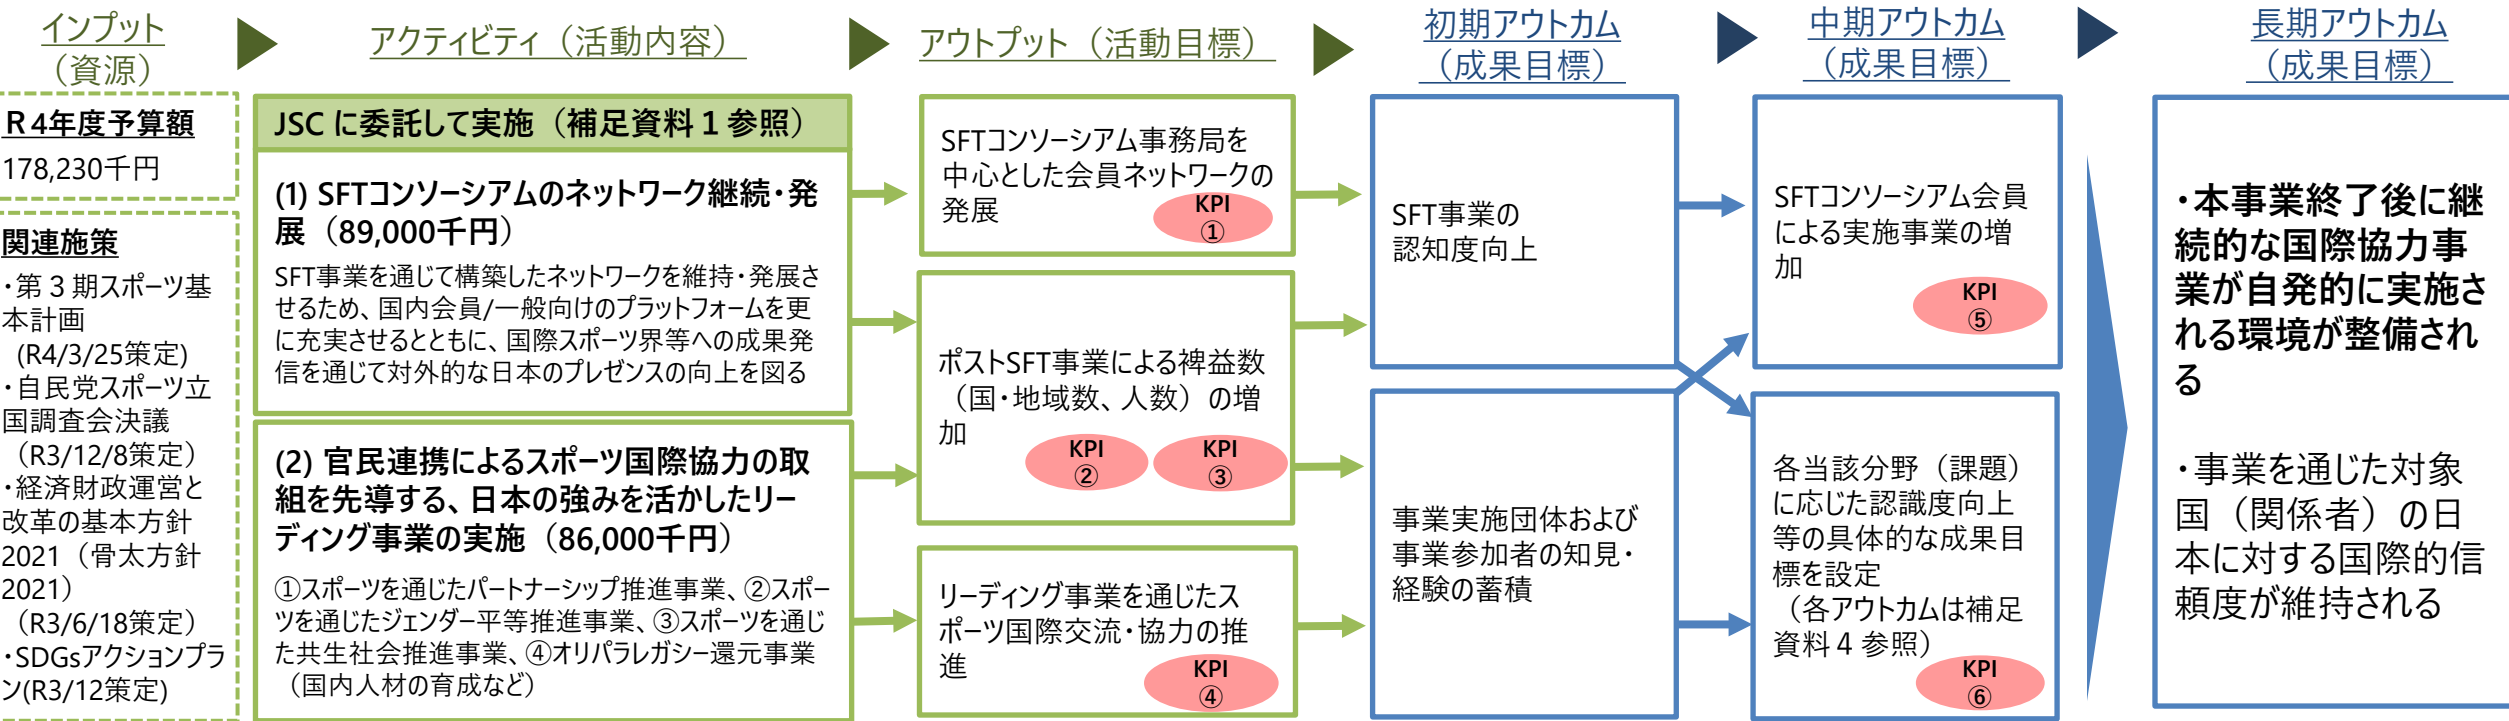 インプット
（資源）
アクティビティ（活動内容）
アウトプット（活動目標）
初期アウトカム
（成果目標）
中期アウトカム
（成果目標）
長期アウトカム
（成果目標）
Ｒ4年度予算額
178,230千円
関連施策
・第３期スポーツ基
本計画
(R4/3/25策定)
・自民党スポーツ立
国調査会決議
（R3/12/8策定）
・経済財政運営と
改革の基本方針
2021（骨太方針
2021）
（R3/6/18策定）
・SDGsアクションプラ
ン(R3/12策定)
JSC に委託して実施（補足資料１参照）
(1) SFTコンソーシアムのネットワーク継続・発
展（89,000千円）
SFT事業を通じて構築したネットワークを維持・発展さ
せるため、国内会員/一般向けのプラットフォームを更
に充実させるとともに、国際スポーツ界等への成果発
信を通じて対外的な日本のプレゼンスの向上を図る
(2) 官民連携によるスポーツ国際協力の取
組を先導する、日本の強みを活かしたリー
ディング事業の実施（86,000千円）
①スポーツを通じたパートナーシップ推進事業、②スポー
ツを通じたジェンダー平等推進事業、③スポーツを通じ
た共生社会推進事業、④オリパラレガシー還元事業
（国内人材の育成など）
SFTコンソーシアム事務局を
中心とした会員ネットワークの
発展
KPI
①
ポストSFT事業による裨益数
（国・地域数、人数）の増
加
KPI
②
KPI
③
リーディング事業を通じたス
ポーツ国際交流・協力の推
進
KPI
④
SFT事業の
認知度向上
事業実施団体および
事業参加者の知見・
経験の蓄積
SFTコンソーシアム会員
による実施事業の増
加
KPI
⑤
各当該分野（課題）
に応じた認識度向上
等の具体的な成果目
標を設定
（各アウトカムは補足
資料４参照）
KPI
⑥
・本事業終了後に継
続的な国際協力事
業が自発的に実施さ
れる環境が整備され
る
・事業を通じた対象
国（関係者）の日
本に対する国際的信
頼度が維持される